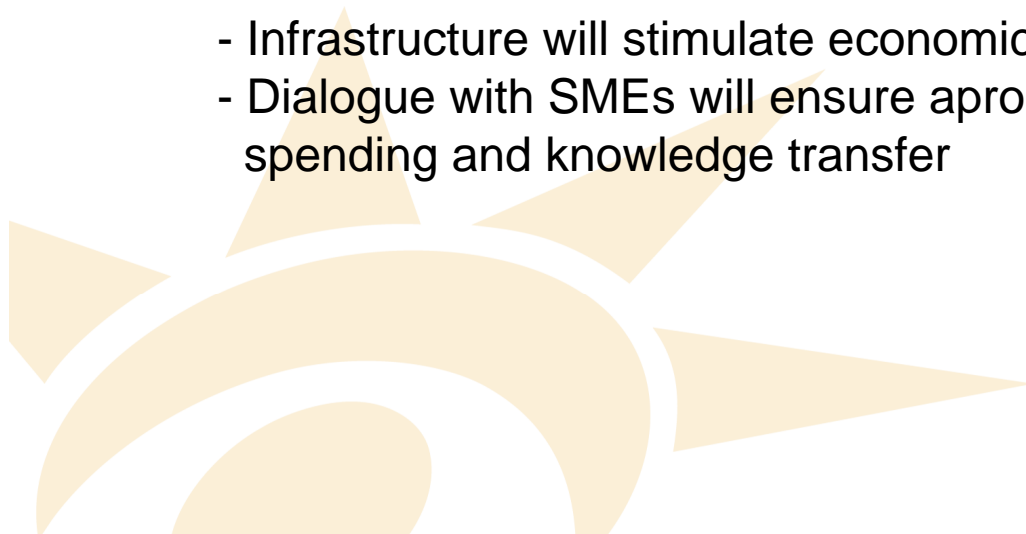 - Infrastructure will stimulate economic
- Dialogue with SMEs will ensure apro
spending and knowledge transfer